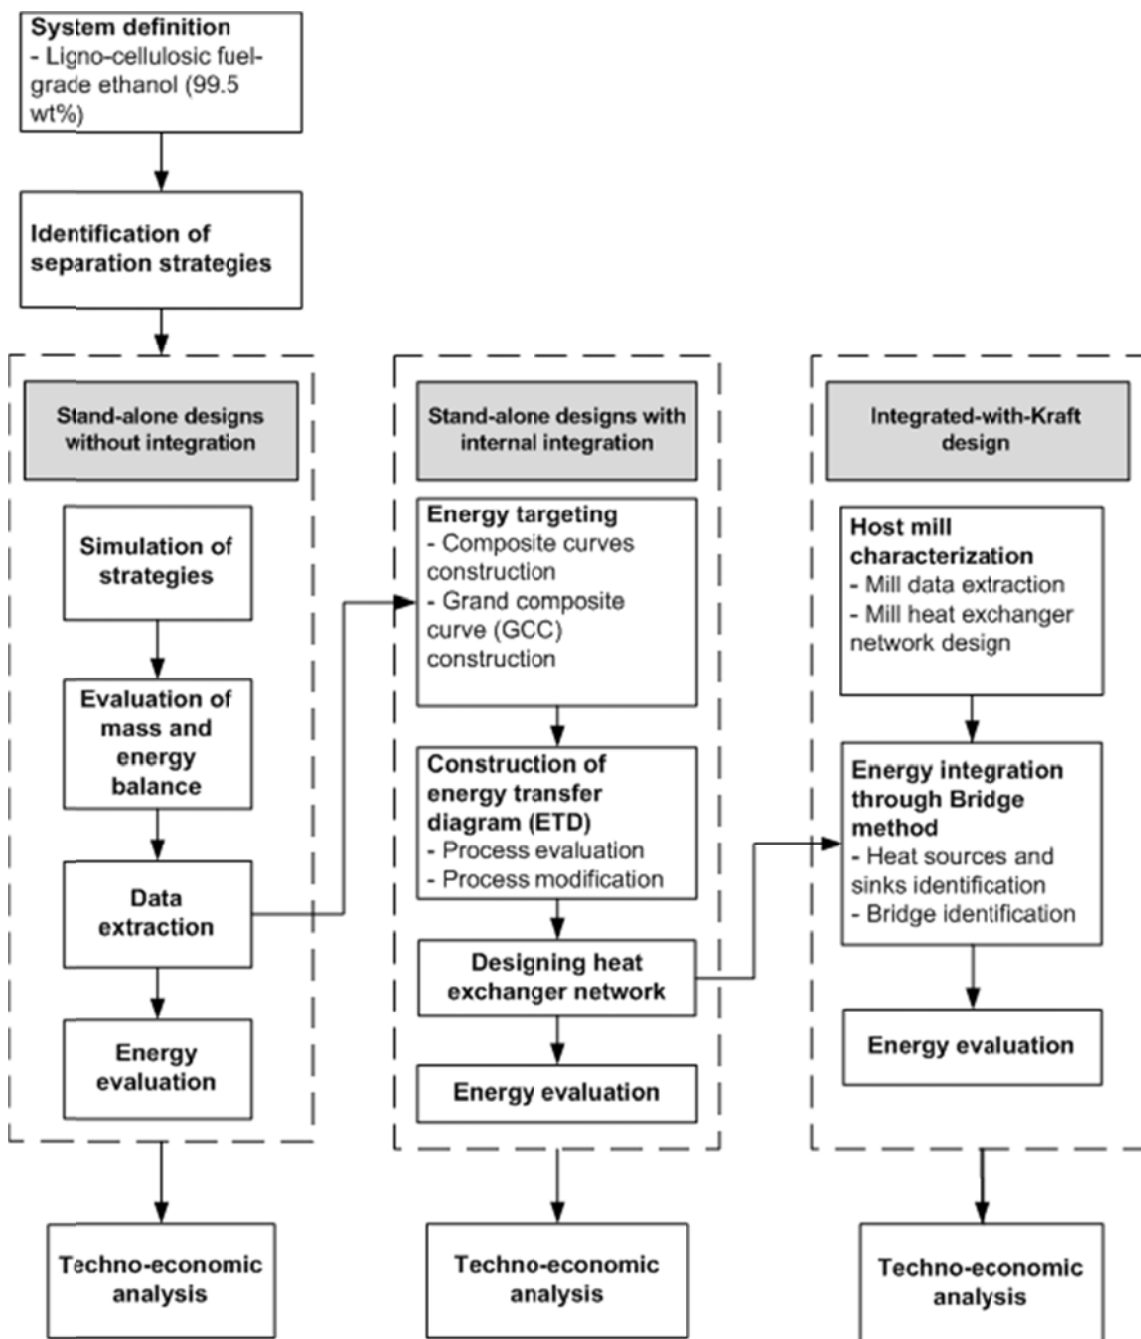 System definition
- Ligno-cellulosic fuel-
grade ethanol (99.5
wt%)
Identification of
separation strategies
Stand-alone designs
without integration
Simulation of
strategies
Evaluation of
mass and
energy
balance
Data
extraction
Energy
evaluation
Techno-economic
analysis
Stand-alone designs with
internal integration
Energy targeting
- Composite curves
construction
- Grand composite
curve (GCC)
construction
Construction of
energy transfer
diagram (ETD)
- Process evaluation
- Process modification
Designing heat
exchanger network
Energy evaluation
Techno-economic
analysis
Integrated-with-Kraft
design
Host mill
characterization
- Mill data extraction
- Mill heat exchanger
network design
Energy integration
through Bridge
method
- Heat sources and
sinks identification
- Bridge identification
Energy evaluation
Techno-economic
analysis